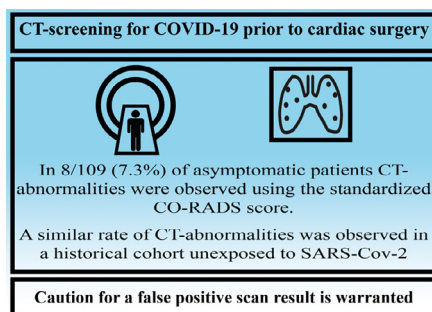 CT-screening for COVID-19 prior to cardiac surgery
In 8/109 (7.3%) of asymptomatic patients CT-
abnormalities were observed using the standardized
CO-RADS score.
A similar rate of CT-abnormalities was observed in
a historical cohort unexposed to SARS-Cov-2
Caution for a false positive scan result is warranted